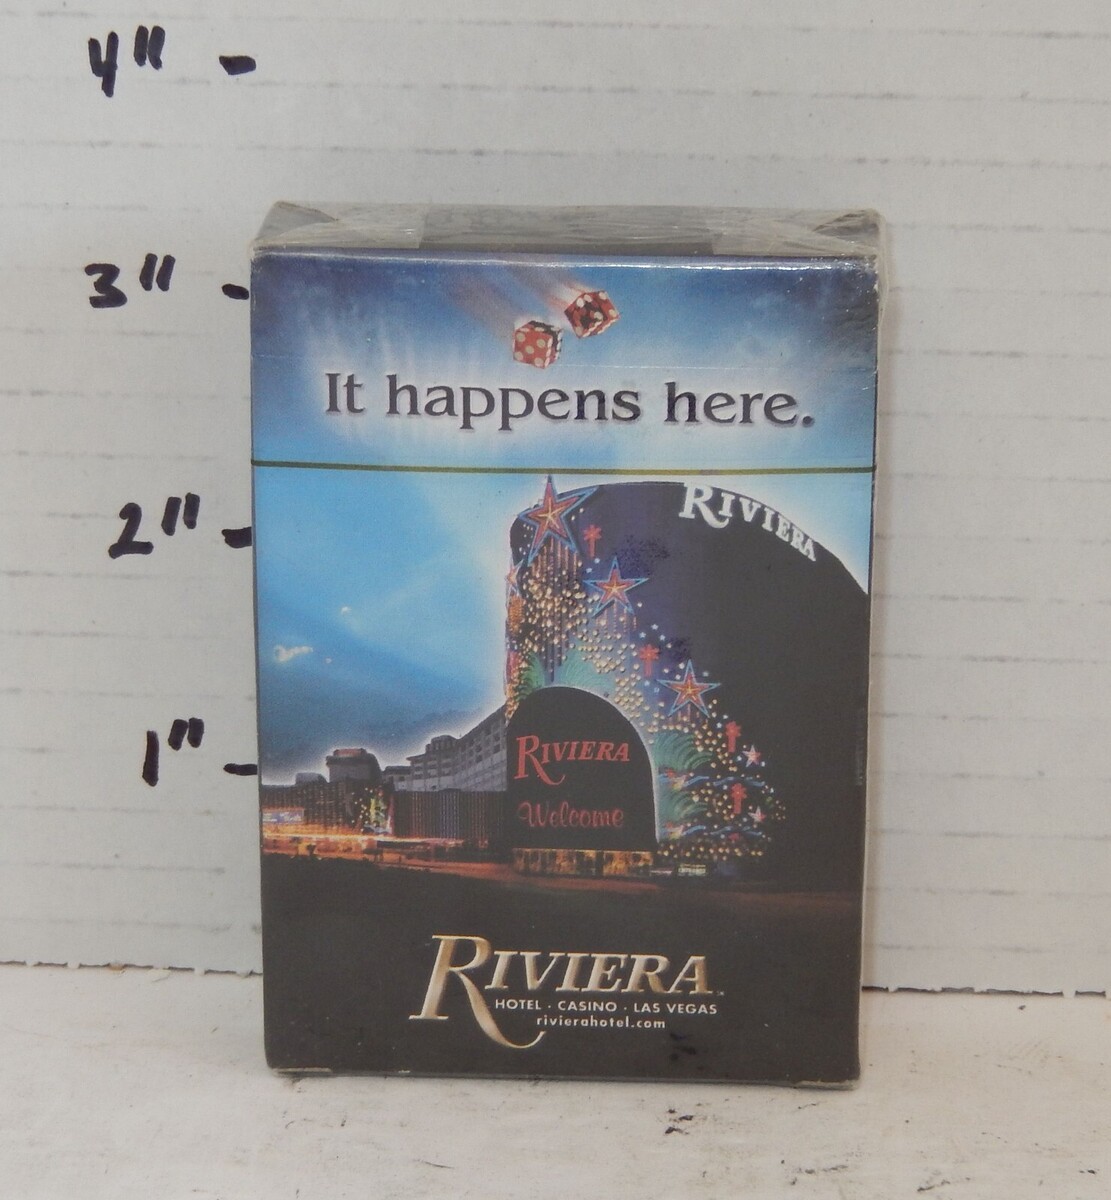 4"
3"
2"
1"
It happens here.
RIVIERA
RIVIERA
Welcome
RIVIERA
HOTEL · CASINO · LAS VEGAS
rivierahotel.com